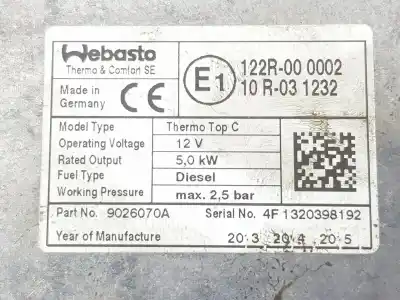 Webasto
Thermo & Comfort SE
Made in
Germany
CE
E1
122R-00 0002
10 R-03 1232
Model Type Thermo Top C
Operating Voltage 12 V
Rated Output 5,0 kW
Fuel Type Diesel
Working Pressure max. 2,5 bar
Part No. 9026070A Serial No. 4F 1320398192
Year of Manufacture 2013 2014 2015